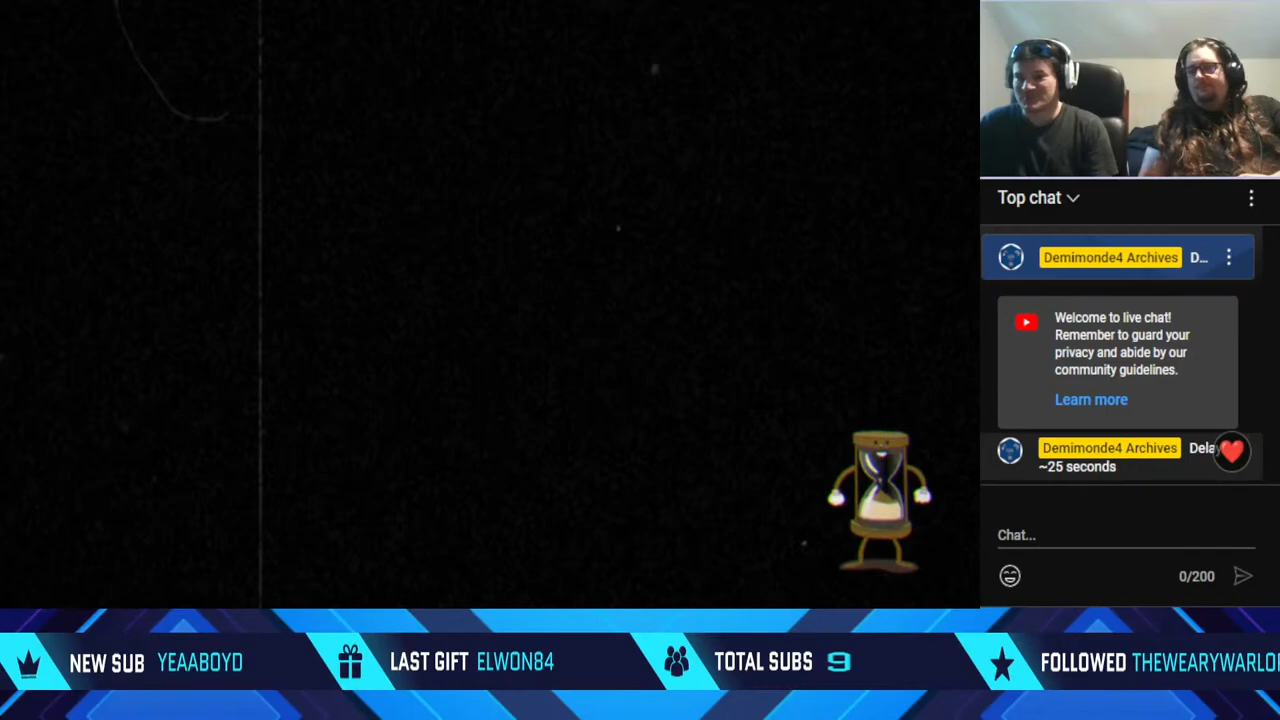 Top chat
Demimonde4 Archives D...
Welcome to live chat!
Remember to guard your
privacy and abide by our
community guidelines.
Learn more
Demimonde4 Archives
~25 seconds
Chat...
0/200
NEW SUB YEAABOYD
LAST GIFT ELWON84
TOTAL SUBS 9
FOLLOWED THEWEARYWARLOR